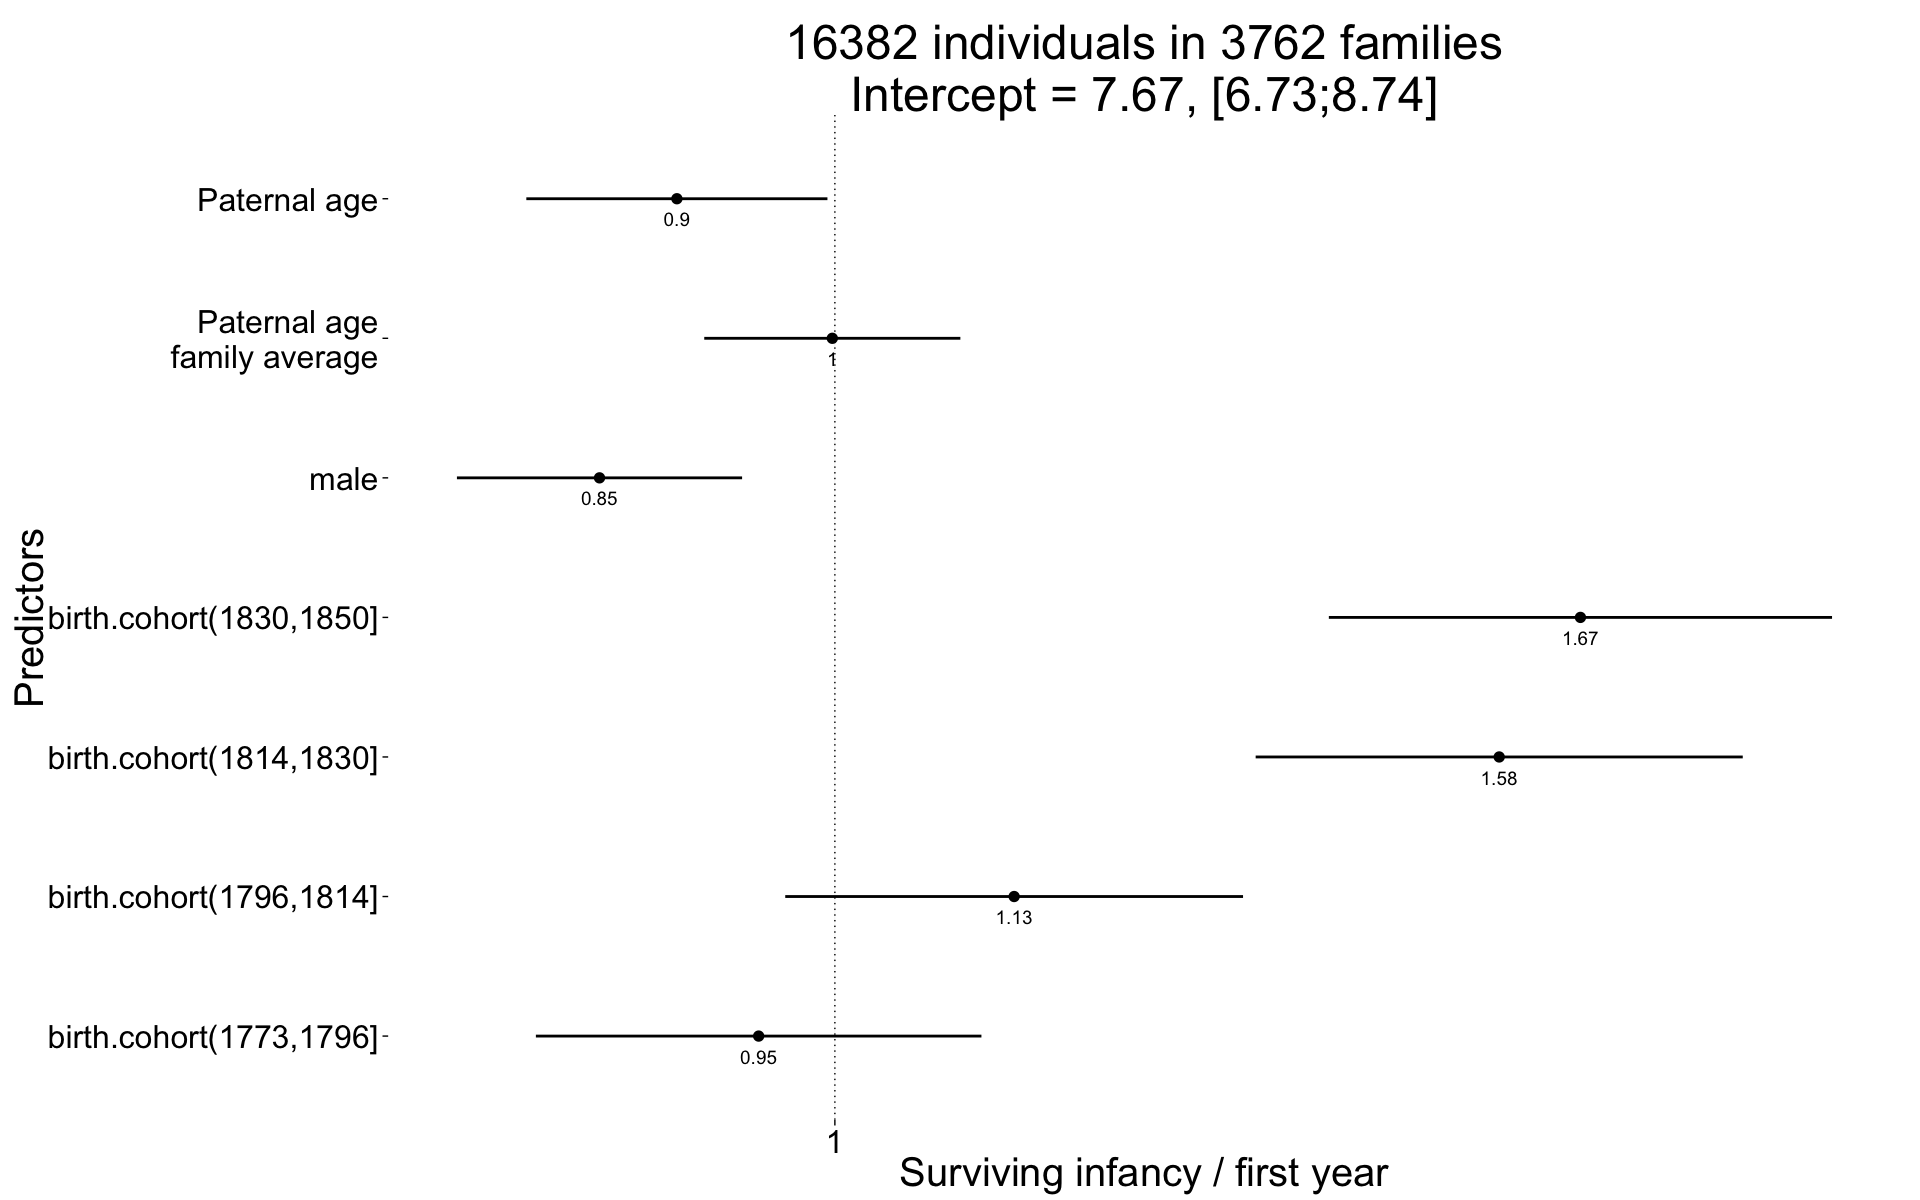 16382 individuals in 3762 families
Intercept = 7.67, [6.73;8.74]
Paternal age
0.9
Paternal age
family average
1
male
0.85
Predictors
birth.cohort(1830,1850]
1.67
birth.cohort(1814,1830]
1.58
birth.cohort(1796,1814]
1.13
birth.cohort(1773,1796]
0.95
1
Surviving infancy / first year